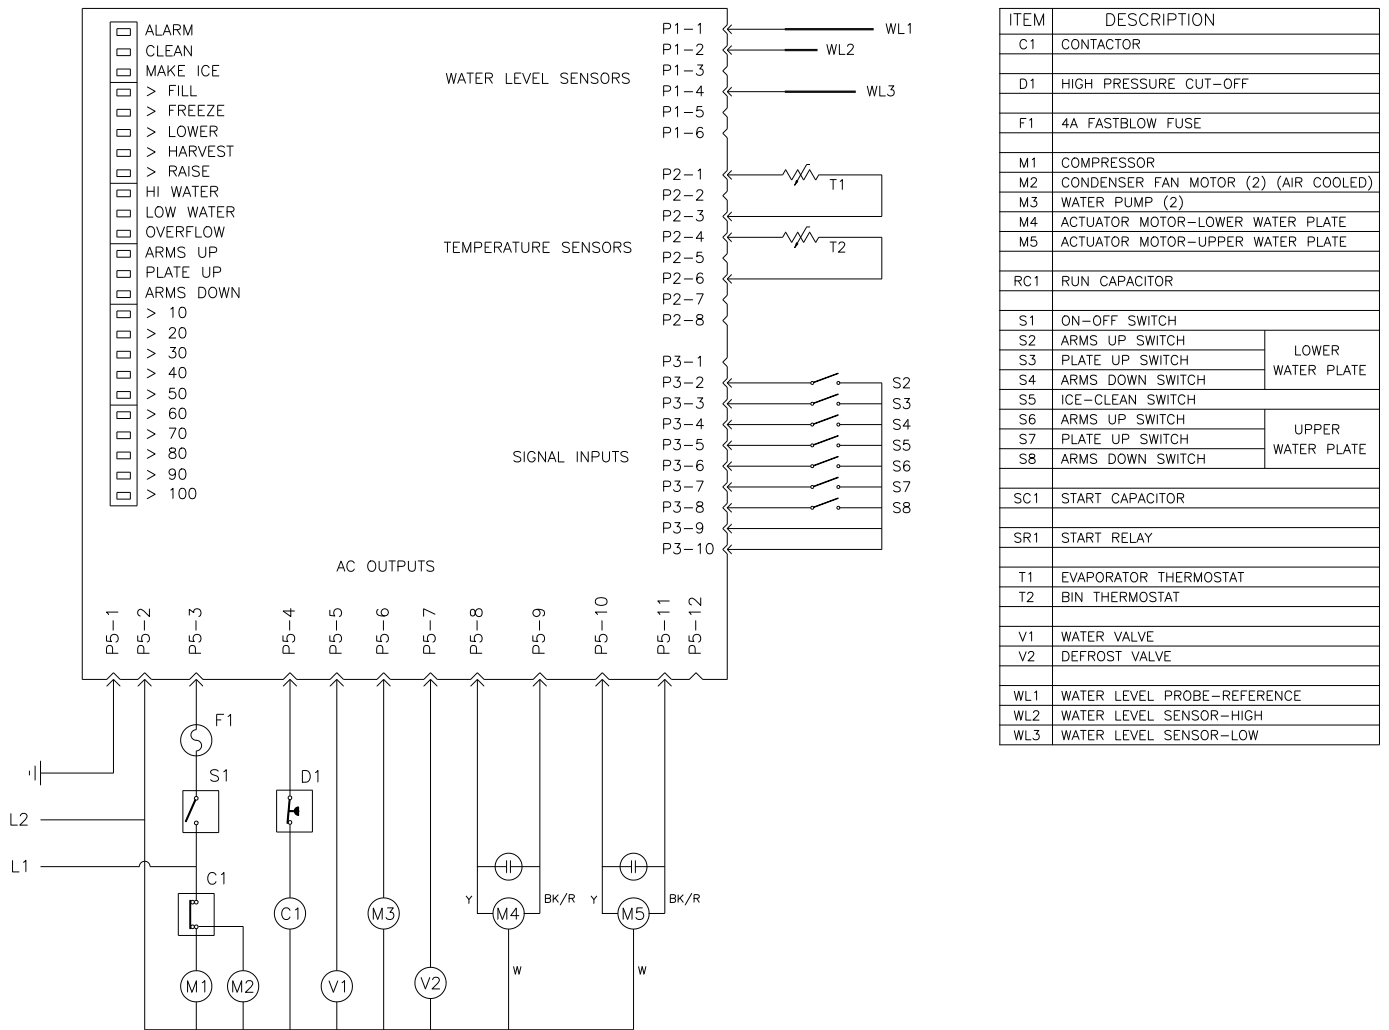 ALARM
CLEAN
MAKE ICE
> FILL
> FREEZE
> LOWER
> HARVEST
> RAISE
HI WATER
LOW WATER
OVERFLOW
ARMS UP
PLATE UP
ARMS DOWN
> 10
> 20
> 30
> 40
> 50
> 60
> 70
> 80
> 90
> 100
WATER LEVEL SENSORS
P1-1 WL1
P1-2 WL2
P1-3
P1-4 WL3
P1-5
P1-6
TEMPERATURE SENSORS
P2-1 T1
P2-2
P2-3
P2-4 T2
P2-5
P2-6
P2-7
P2-8
SIGNAL INPUTS
P3-1
P3-2 S2
P3-3 S3
P3-4 S4
P3-5 S5
P3-6 S6
P3-7 S7
P3-8 S8
P3-9
P3-10
AC OUTPUTS
P5-1
P5-2
P5-3
P5-4
P5-5
P5-6
P5-7
P5-8
P5-9
P5-10
P5-11
P5-12
F1
S1 D1
L2
L1
C1
Y BK/R Y BK/R
C1 M3 M4 M5
W W
M1 M2 V1 V2
ITEM DESCRIPTION
C1 CONTACTOR
D1 HIGH PRESSURE CUT-OFF
F1 4A FASTBLOW FUSE
M1 COMPRESSOR
M2 CONDENSER FAN MOTOR (2) (AIR COOLED)
M3 WATER PUMP (2)
M4 ACTUATOR MOTOR-LOWER WATER PLATE
M5 ACTUATOR MOTOR-UPPER WATER PLATE
RC1 RUN CAPACITOR
S1 ON-OFF SWITCH
S2 ARMS UP SWITCH
S3 PLATE UP SWITCH
S4 ARMS DOWN SWITCH
LOWER
WATER PLATE
S5 ICE-CLEAN SWITCH
S6 ARMS UP SWITCH
S7 PLATE UP SWITCH
S8 ARMS DOWN SWITCH
UPPER
WATER PLATE
SC1 START CAPACITOR
SR1 START RELAY
T1 EVAPORATOR THERMOSTAT
T2 BIN THERMOSTAT
V1 WATER VALVE
V2 DEFROST VALVE
WL1 WATER LEVEL PROBE-REFERENCE
WL2 WATER LEVEL SENSOR-HIGH
WL3 WATER LEVEL SENSOR-LOW